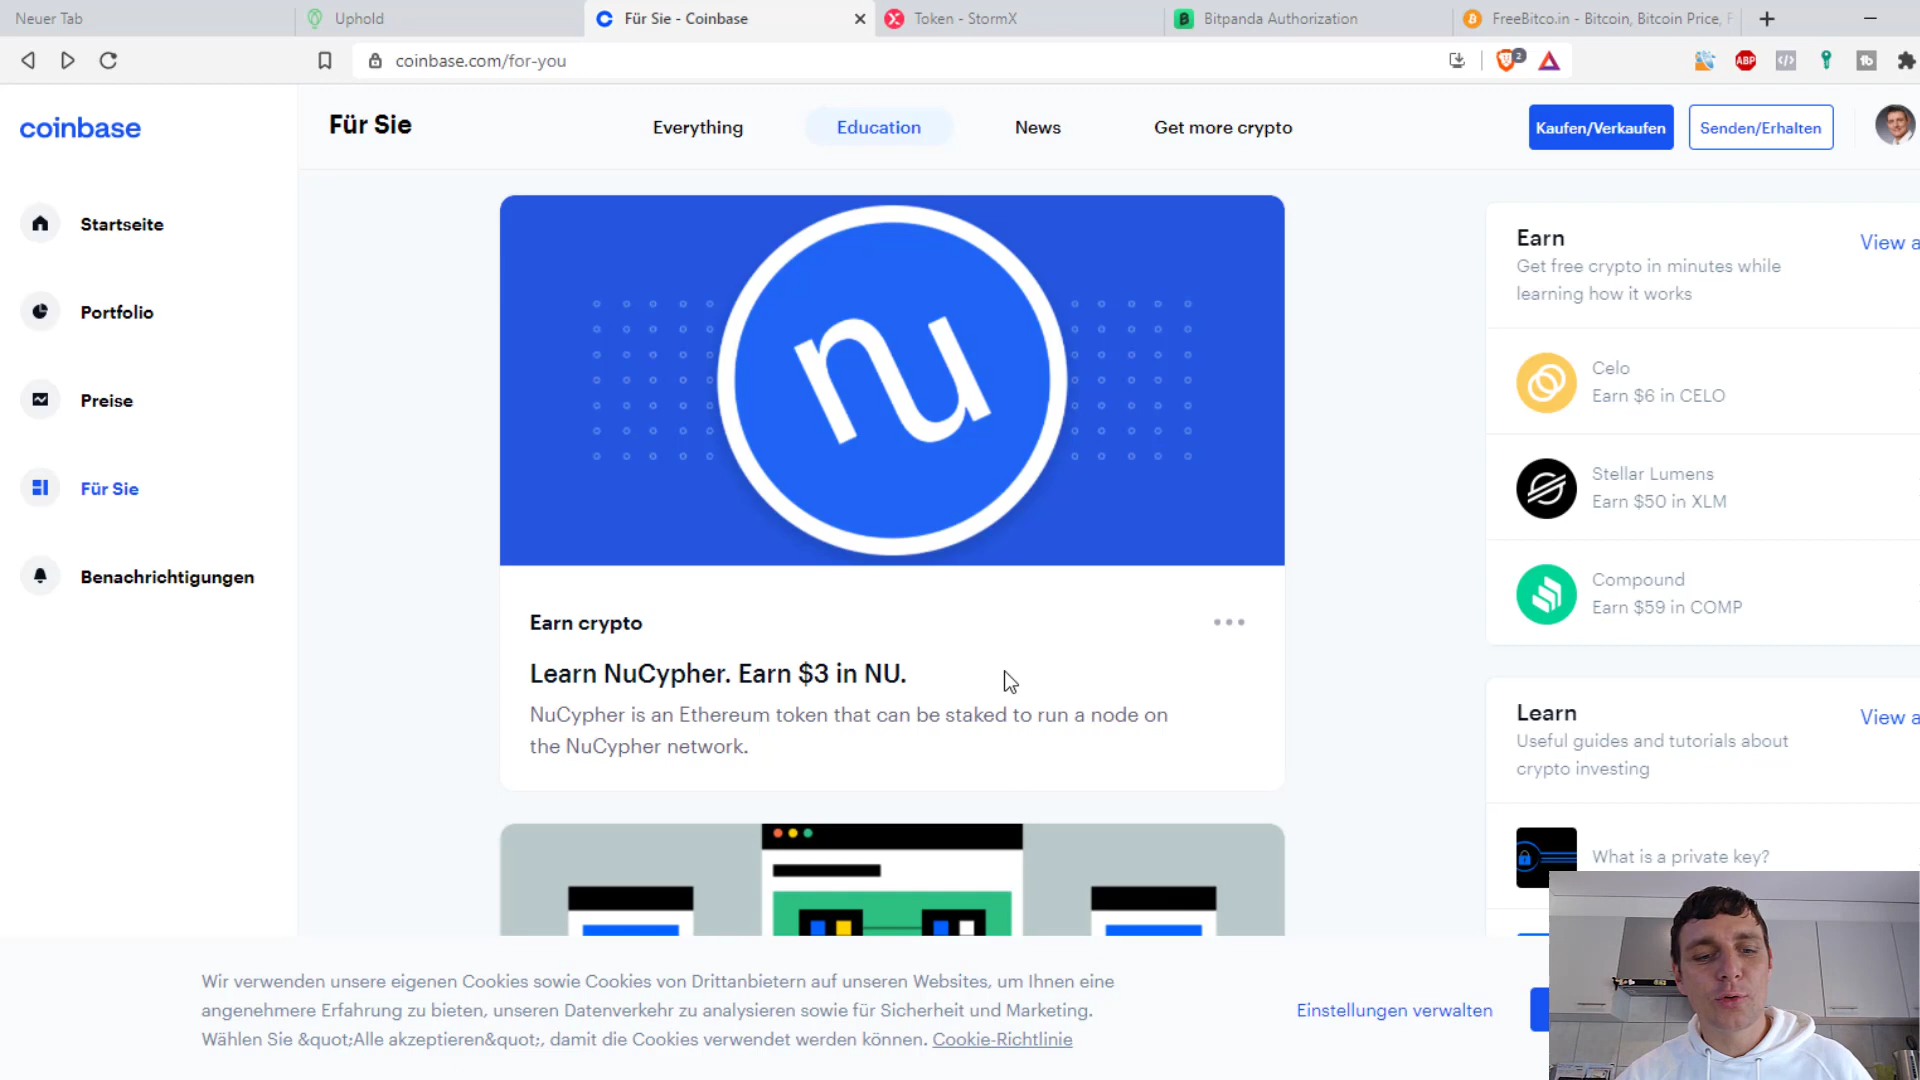 Neuer Tab
Uphold
Für Sie - Coinbase
Token - StormX
Bitpanda Authorization
FreeBitco.in - Bitcoin, Bitcoin Price, F
coinbase.com/for-you
2
ABP
coinbase
Für Sie
Everything
Education
News
Get more crypto
Kaufen/Verkaufen
Senden/Erhalten
Startseite
Portfolio
Preise
Für Sie
Benachrichtigungen
nu
Earn crypto
Learn NuCypher. Earn $3 in NU.
NuCypher is an Ethereum token that can be staked to run a node on
the NuCypher network.
Earn
View a
Get free crypto in minutes while
learning how it works
Celo
Earn $6 in CELO
Stellar Lumens
Earn $50 in XLM
Compound
Earn $59 in COMP
Learn
View a
Useful guides and tutorials about
crypto investing
What is a private key?
Wir verwenden unsere eigenen Cookies sowie Cookies von Drittanbietern auf unseren Websites, um Ihnen eine
angenehmere Erfahrung zu bieten, unseren Datenverkehr zu analysieren sowie für Sicherheit und Marketing.
Wählen Sie &quot;Alle akzeptieren&quot;, damit die Cookies verwendet werden können. Cookie-Richtlinie
Einstellungen verwalten